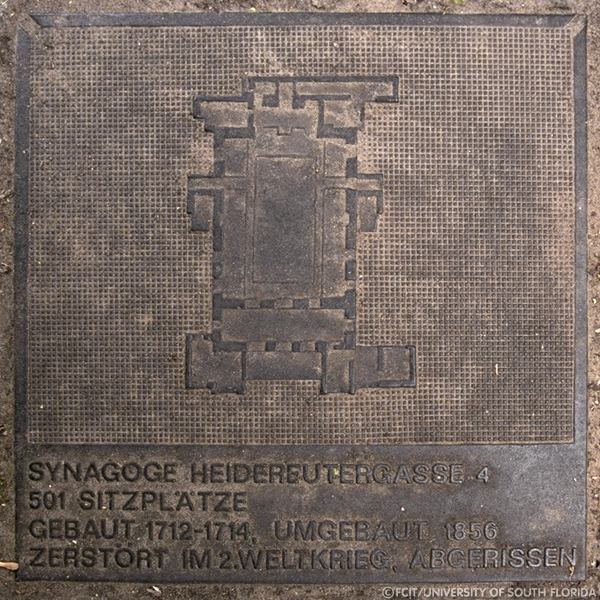 SYNAGOGE HEIDEREUTERGASSE 4
501 SITZPLÄTZE
GEBAUT 1712-1714, UMGEBAUT 1856
ZERSTÖRT IM 2.WELTKRIEG, ABGERISSEN
©FCIT/UNIVERSITY OF SOUTH FLORIDA